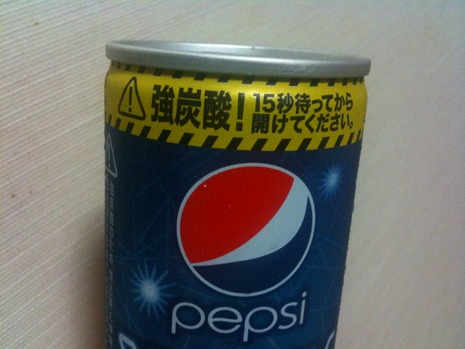 強炭酸!
15秒待ってから
開けてください。
pepsi